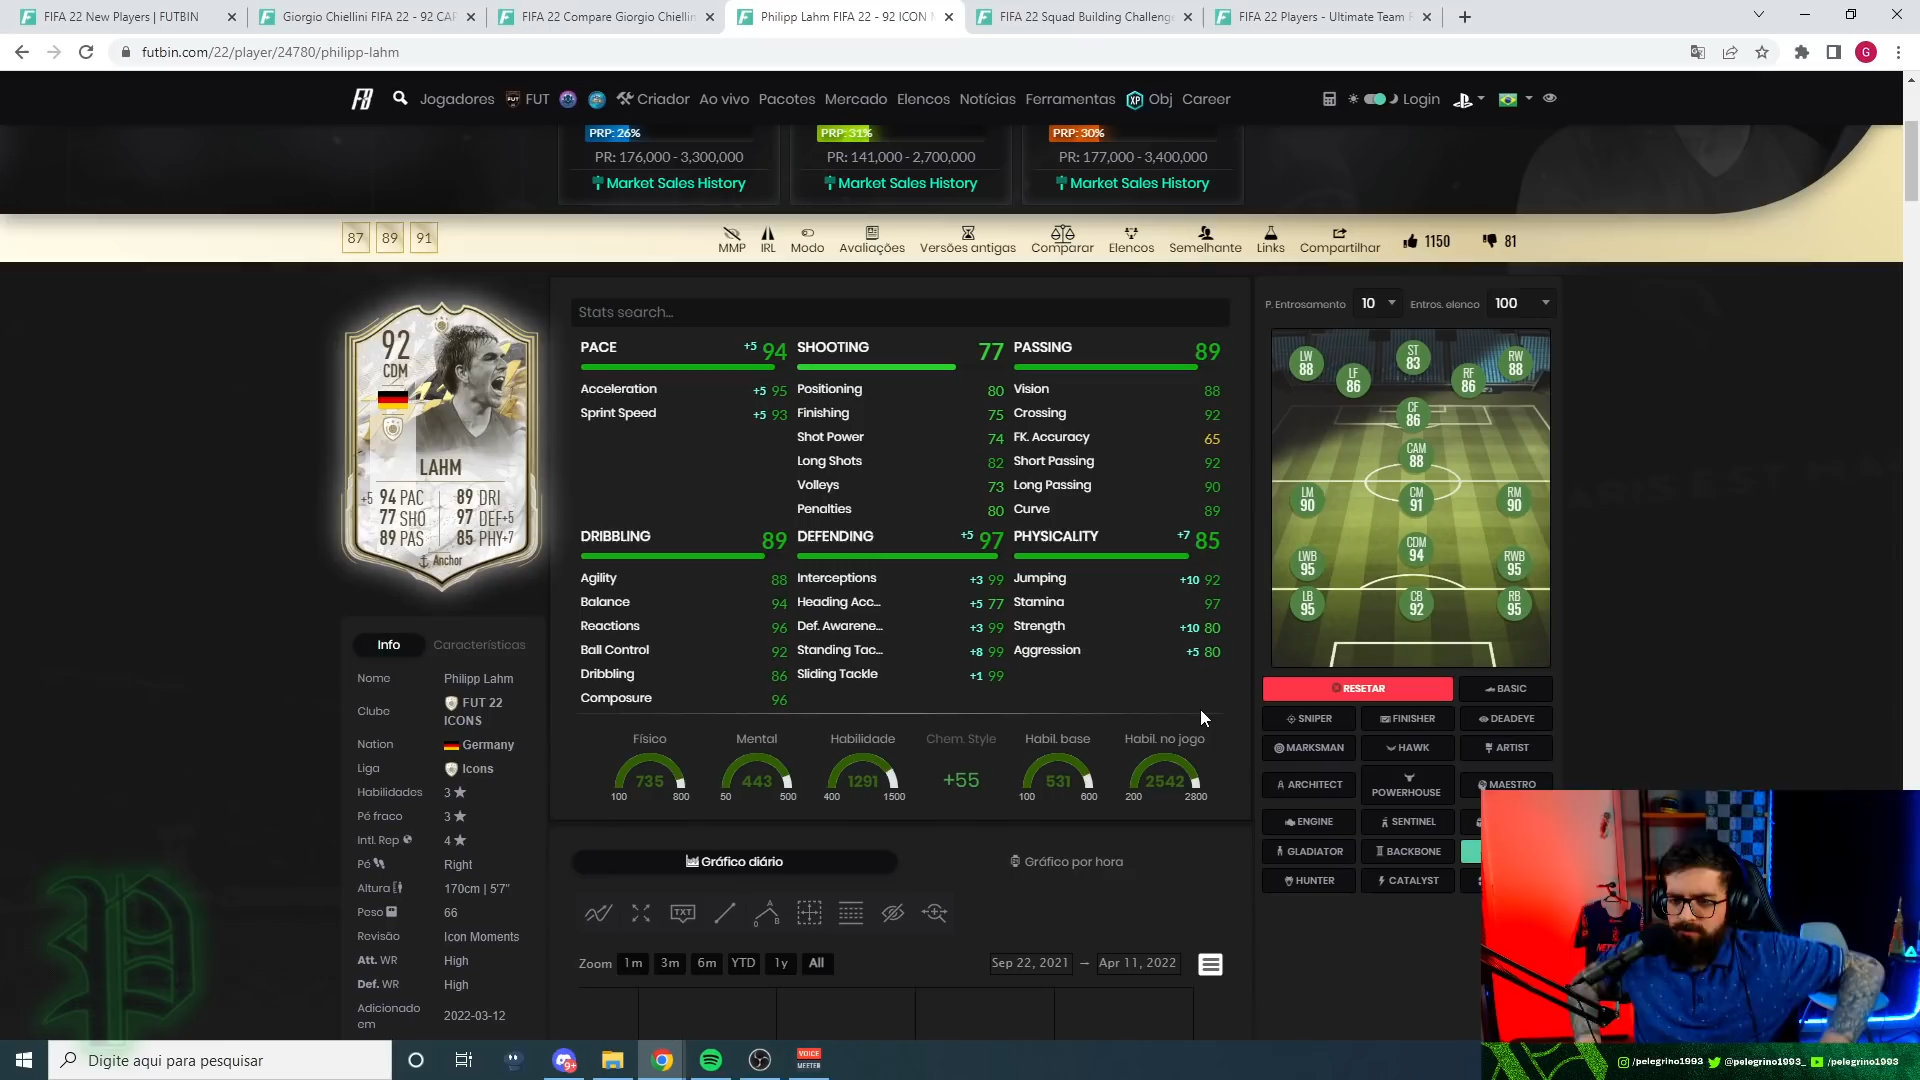 FIFA 22 New Players | FUTBIN
Giorgio Chiellini FIFA 22 - 92 CAP
FIFA 22 Compare Giorgio Chiellin
Philipp Lahm FIFA 22 - 92 ICON M
FIFA 22 Squad Building Challenge
FIFA 22 Players - Ultimate Team F
futbin.com/22/player/24780/philipp-lahm
G
Jogadores FUT Criador Ao vivo Pacotes Mercado Elencos Notícias Ferramentas XP Obj Career Login
PRP: 26% PRP: 31% PRP: 30%
PR: 176,000 - 3,300,000 PR: 141,000 - 2,700,000 PR: 177,000 - 3,400,000
Market Sales History Market Sales History Market Sales History
87 89 91
MMP IRL Modo Avaliações Versões antigas Comparar Elencos Semelhante Links Compartilhar 1150 81
92
CDM
LAHM
+5 94 PAC 89 DRI
77 SHO 97 DEF+5
89 PAS 85 PHY+7
Anchor
Info Características
Nome Philipp Lahm
Clube FUT 22 ICONS
Nation Germany
Liga Icons
Habilidades 3
Pé fraco 3
Intl. Rep 4
Pé Right
Altura 170cm | 5'7"
Peso 66
Revisão Icon Moments
Att. WR High
Def. WR High
Adicionado em 2022-03-12
Stats search...
PACE +5 94
Acceleration +5 95
Sprint Speed +5 93
SHOOTING 77
Positioning 80
Finishing 75
Shot Power 74
Long Shots 82
Volleys 73
Penalties 80
PASSING 89
Vision 88
Crossing 92
FK. Accuracy 65
Short Passing 92
Long Passing 90
Curve 89
DRIBBLING 89
Agility 88
Balance 94
Reactions 96
Ball Control 92
Dribbling 86
Composure 96
DEFENDING +5 97
Interceptions +3 99
Heading Acc... +5 77
Def. Awarene... +3 99
Standing Tac... +8 99
Sliding Tackle +1 99
PHYSICALITY +7 85
Jumping +10 92
Stamina 97
Strength +10 80
Aggression +5 80
Físico Mental Habilidade Chem. Style Habil. base Habil. no jogo
735 443 1291 +55 531 2542
100 800 50 500 400 1500 100 600 200 2800
Gráfico diário Gráfico por hora
TXT
Zoom 1m 3m 6m YTD 1y All Sep 22, 2021 → Apr 11, 2022
P. Entrosamento 10 Entros. elenco 100
LW 88
LF 86
ST 83
RF 86
RW 88
CF 86
CAM 88
LM 90
CM 91
RM 90
CDM 94
LWB 95
RWB 95
LB 95
CB 92
RB 95
RESETAR BASIC
SNIPER FINISHER DEADEYE
MARKSMAN HAWK ARTIST
ARCHITECT POWERHOUSE MAESTRO
ENGINE SENTINEL
GLADIATOR BACKBONE
HUNTER CATALYST
Digite aqui para pesquisar
9+
VOICE MEETER
/pelegrino1993 @pelegrino1993_ /pelegrino1993